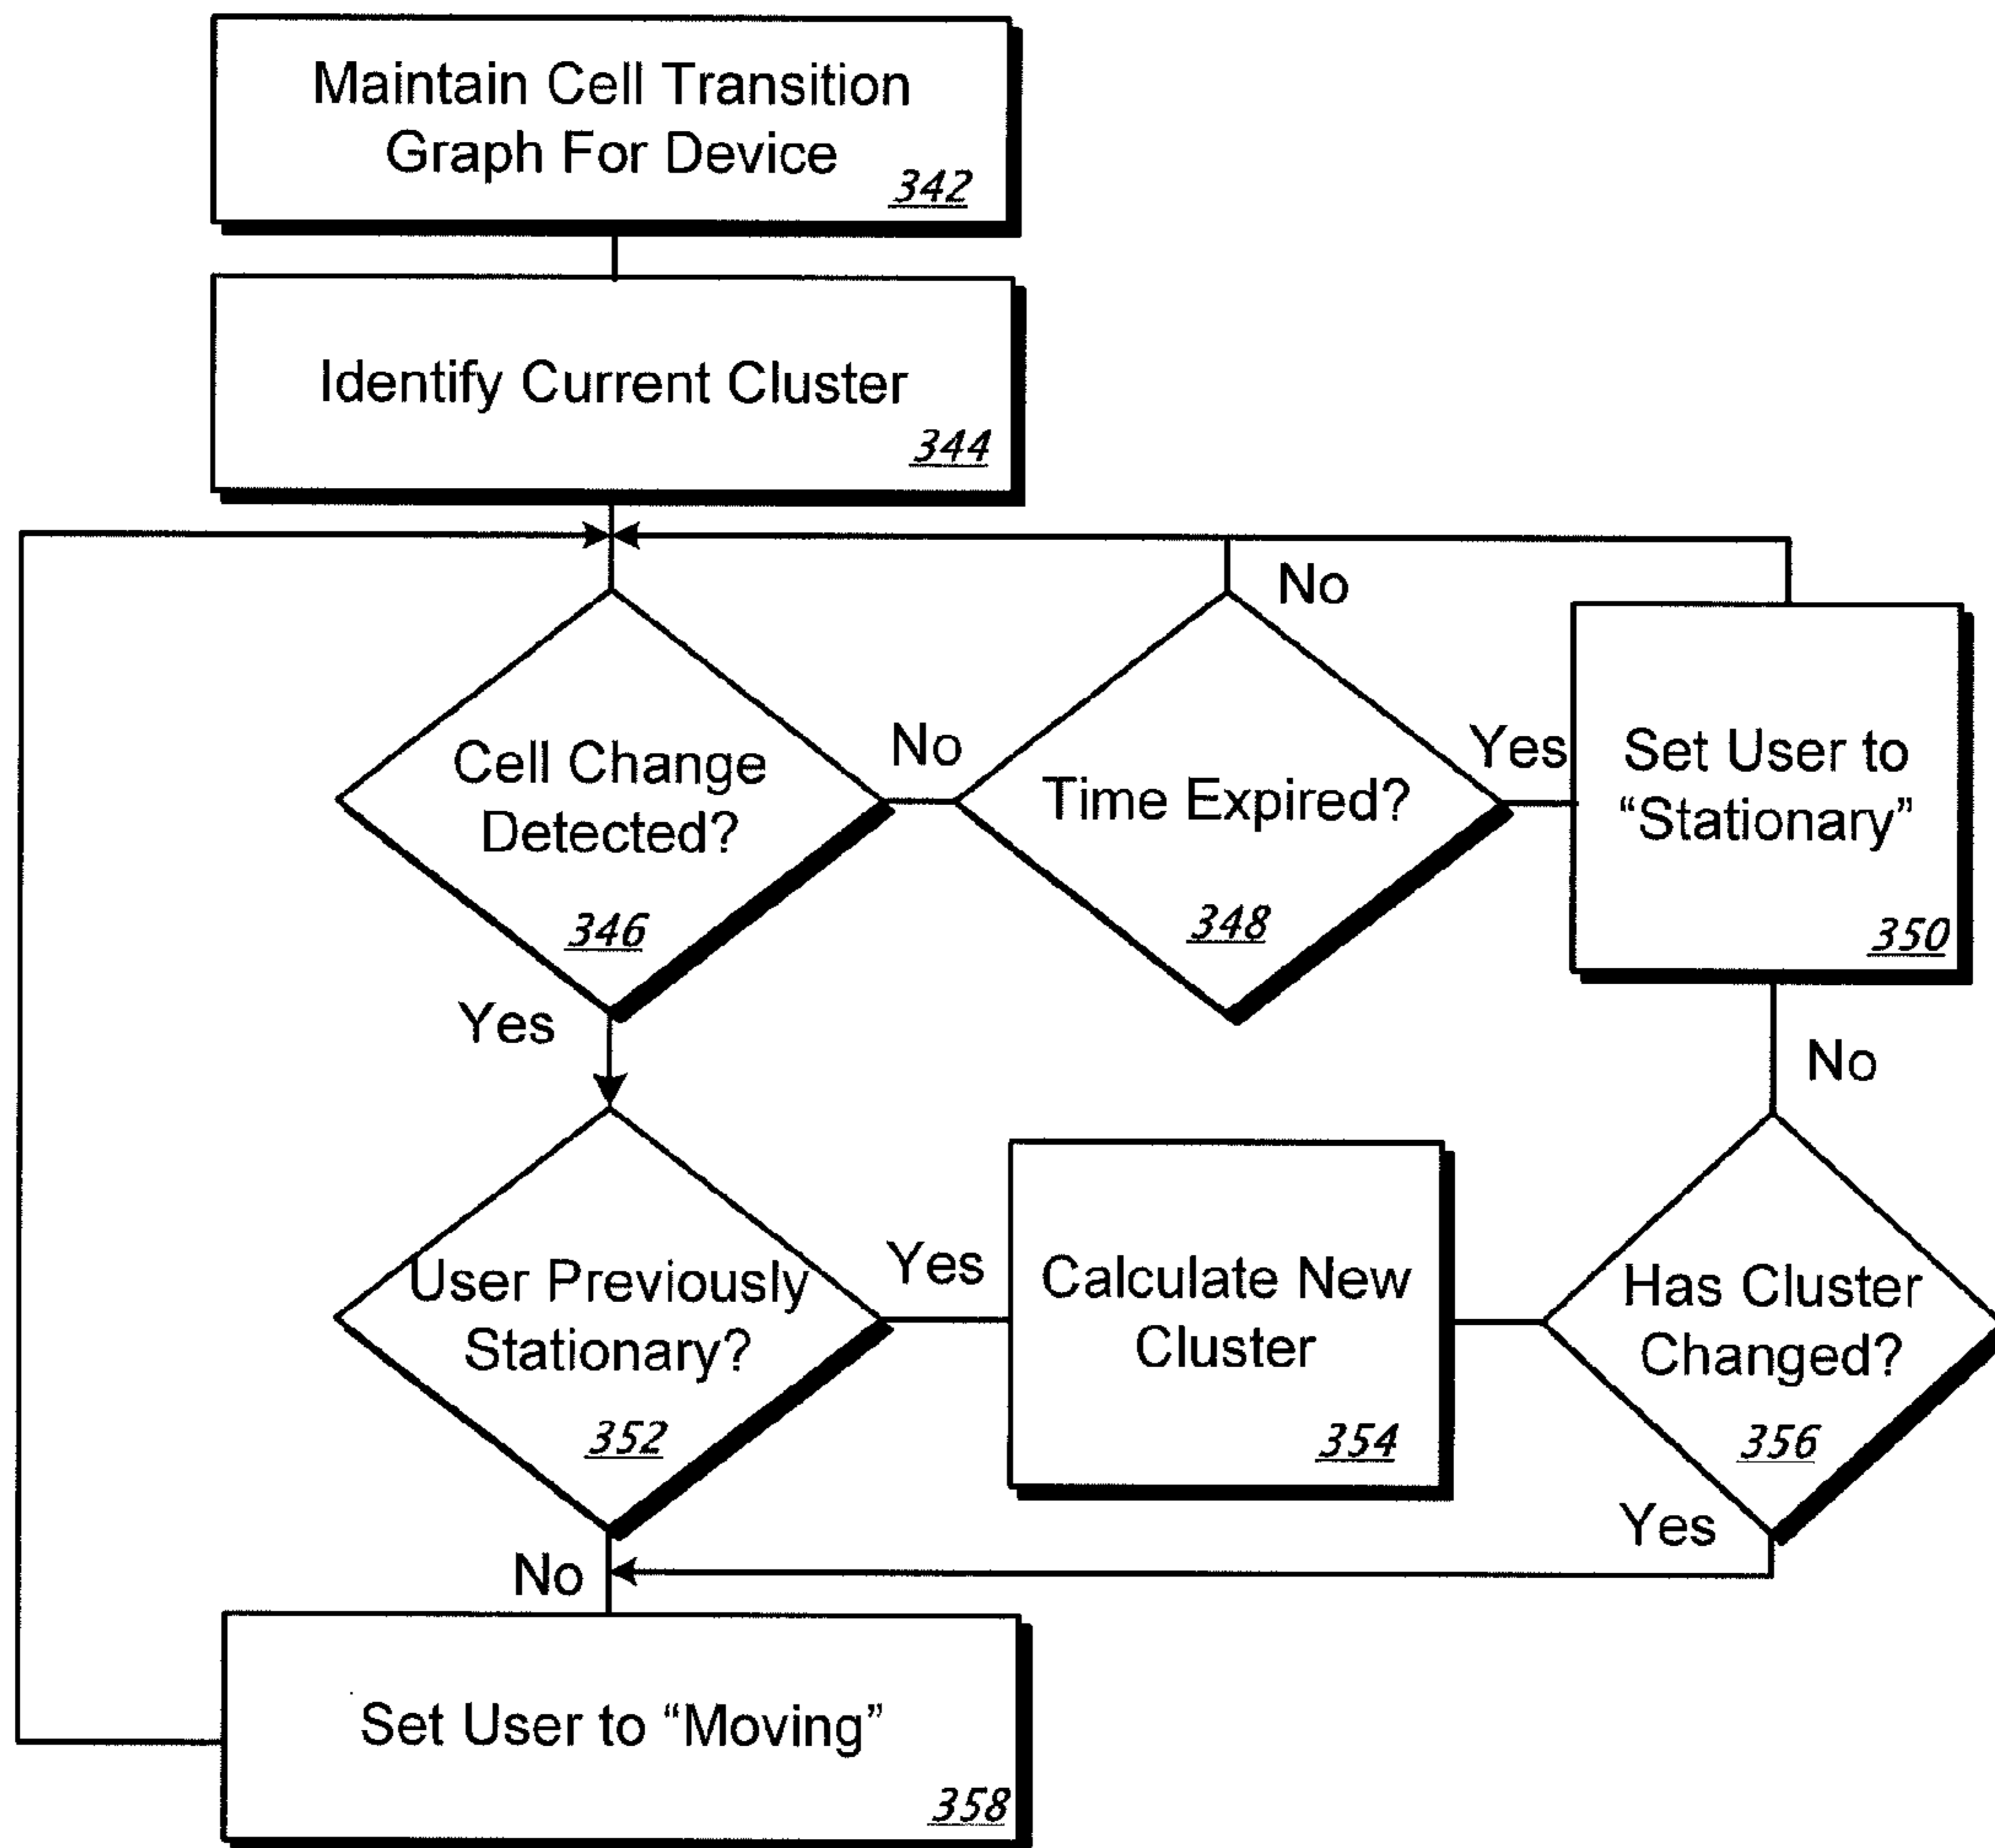 Maintain Cell Transition
Graph For Device
342
Identify Current Cluster
344
No
Cell Change
Detected?
346
No
Time Expired?
348
Yes
Set User to
“Stationary”
350
Yes
No
User Previously
Stationary?
352
Yes
Calculate New
Cluster
354
Has Cluster
Changed?
356
Yes
No
Set User to “Moving”
358